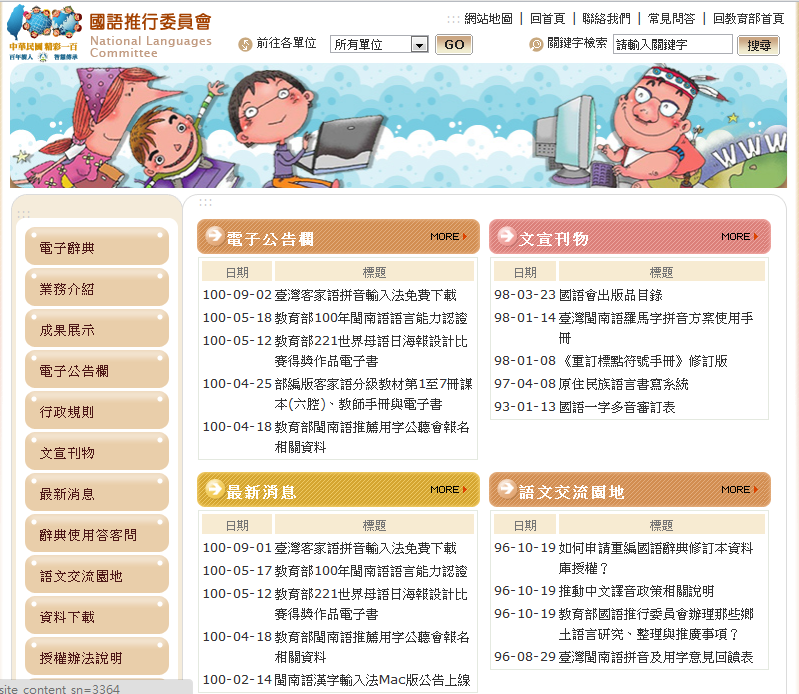 國語推行委員會
National Languages
Committee
中華民國 精彩一百
百年樹人 智慧傳承
::: 網站地圖 | 回首頁 | 聯絡我們 | 常見問答 | 回教育部首頁
前往各單位 所有單位 GO 關鍵字檢索 請輸入關鍵字 搜尋
WWW
:::
電子辭典
業務介紹
成果展示
電子公告欄
行政規則
文宣刊物
最新消息
辭典使用答客問
語文交流園地
資料下載
授權辦法說明
:::
電子公告欄 MORE
日期 標題
100-09-02 臺灣客家語拼音輸入法免費下載
100-05-18 教育部100年閩南語語言能力認證
100-05-12 教育部221世界母語日海報設計比
賽得獎作品電子書
100-04-25 部編版客家語分級教材第1至7冊課
本(六腔)、教師手冊與電子書
100-04-18 教育部閩南語推薦用字公聽會報名
相關資料
文宣刊物 MORE
日期 標題
98-03-23 國語會出版品目錄
98-01-14 臺灣閩南語羅馬字拼音方案使用手
冊
98-01-08 《重訂標點符號手冊》修訂版
97-04-08 原住民族語言書寫系統
93-01-13 國語一字多音審訂表
最新消息 MORE
日期 標題
100-09-01 臺灣客家語拼音輸入法免費下載
100-05-17 教育部100年閩南語語言能力認證
100-05-12 教育部221世界母語日海報設計比
賽得獎作品電子書
100-04-18 教育部閩南語推薦用字公聽會報名
相關資料
100-02-14 閩南語漢字輸入法Mac版公告上線
語文交流園地 MORE
日期 標題
96-10-19 如何申請重編國語辭典修訂本資料
庫授權？
96-10-19 推動中文譯音政策相關說明
96-10-19 教育部國語推行委員會辦理那些鄉
土語言研究、整理與推廣事項？
96-08-29 臺灣閩南語拼音及用字意見回饋表
site_content_sn=3364